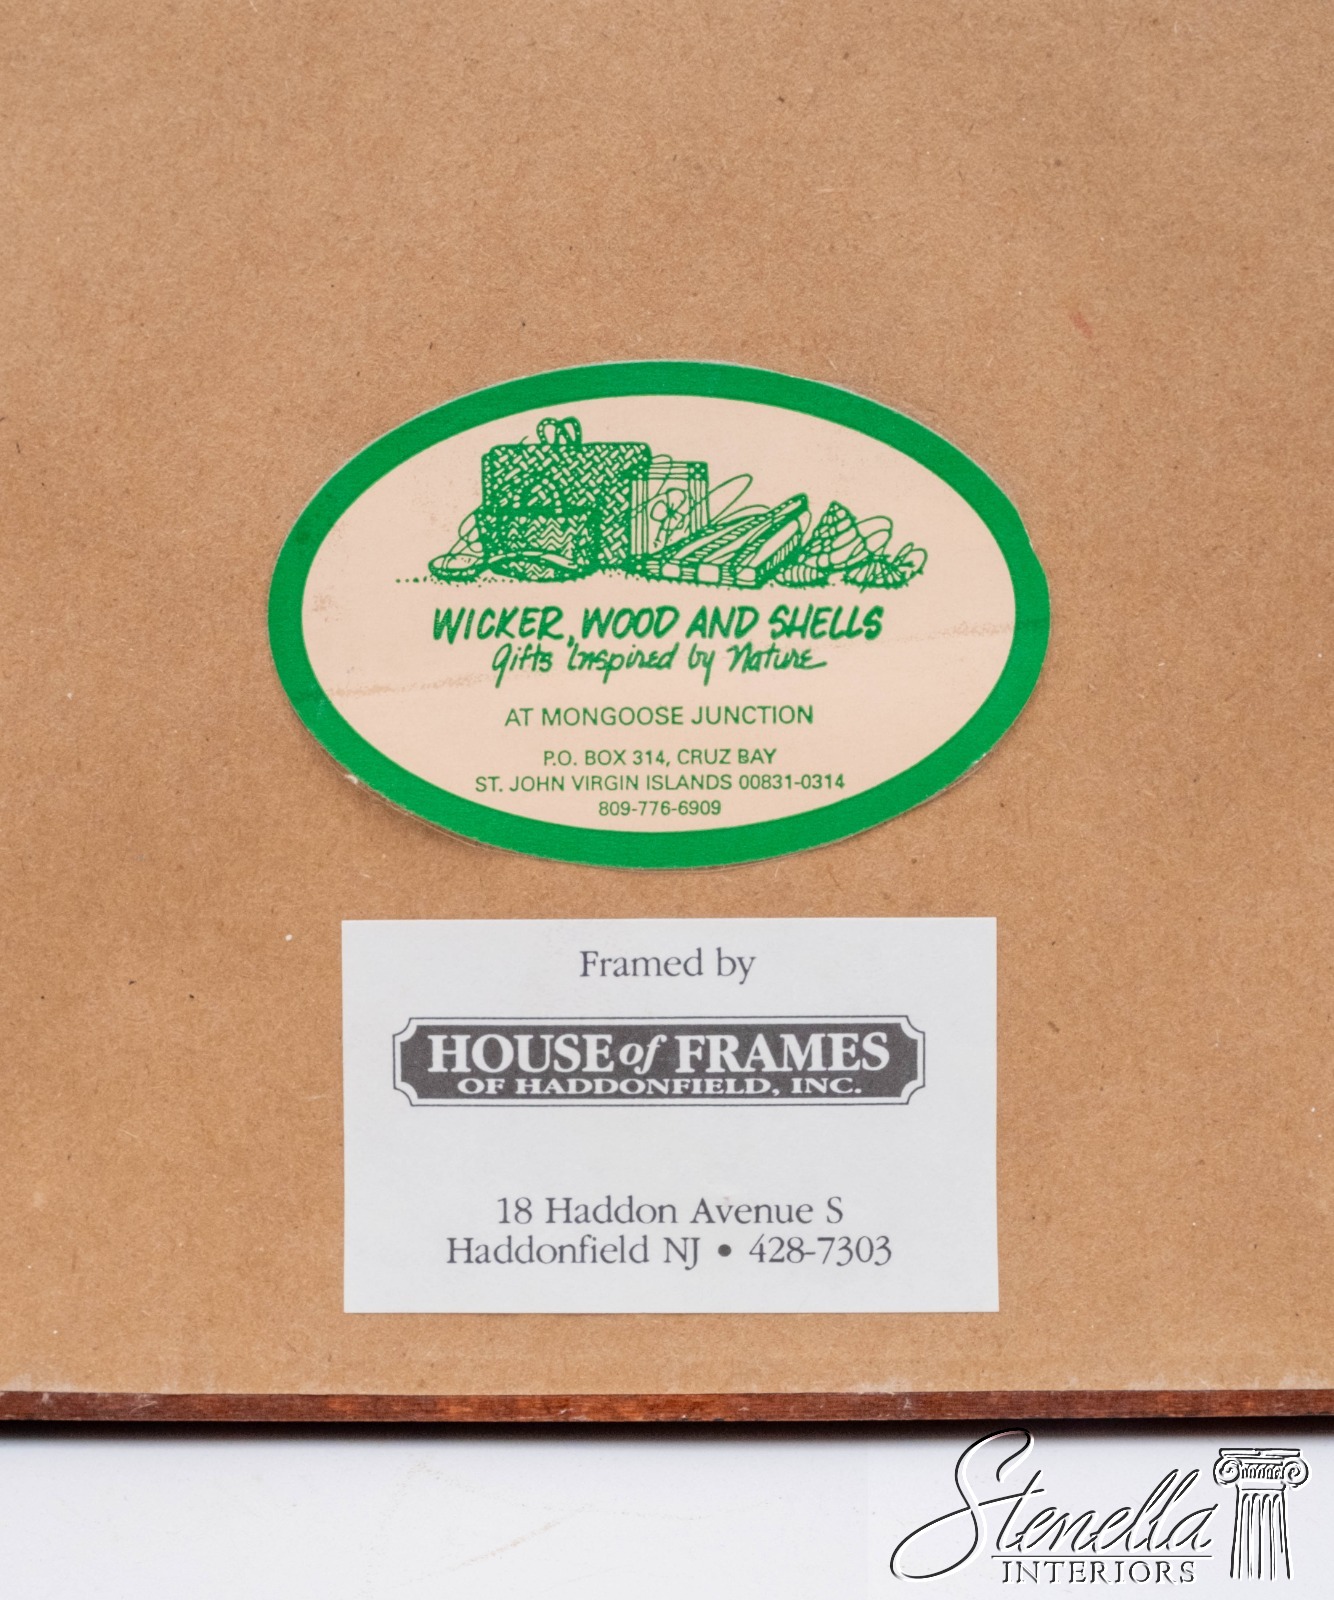 WICKER, WOOD AND SHELLS
Gifts Inspired by Nature
AT MONGOOSE JUNCTION
P.O. BOX 314, CRUZ BAY
ST. JOHN VIRGIN ISLANDS 00831-0314
809-776-6909
Framed by
HOUSE of FRAMES
OF HADDONFIELD, INC.
18 Haddon Avenue S
Haddonfield NJ • 428-7303
Stenella
INTERIORS